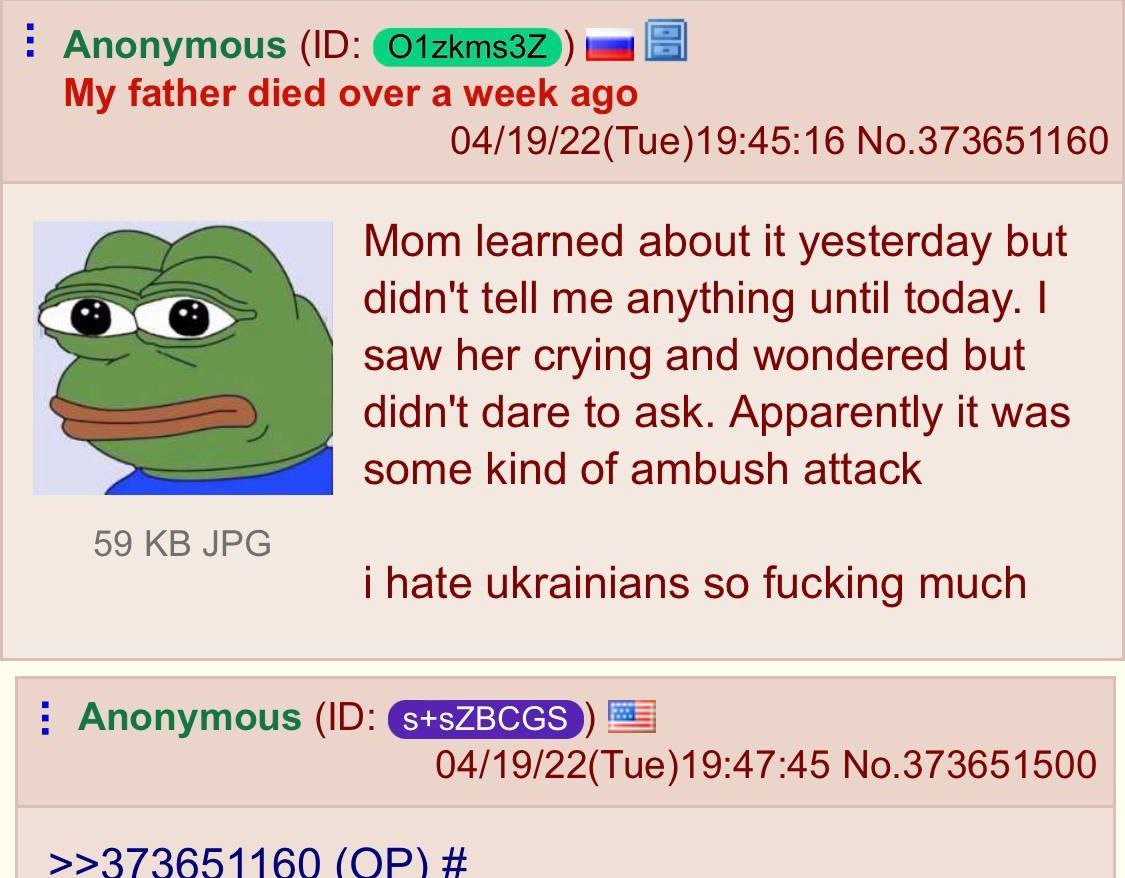 Anonymous (ID: O1zkms3Z)
My father died over a week ago
04/19/22(Tue)19:45:16 No.373651160
Mom learned about it yesterday but
didn't tell me anything until today. I
saw her crying and wondered but
didn't dare to ask. Apparently it was
some kind of ambush attack
59 KB JPG
i hate ukrainians so fucking much
Anonymous (ID: s+sZBCGS)
04/19/22(Tue)19:47:45 No.373651500
>>373651160 (OP) #